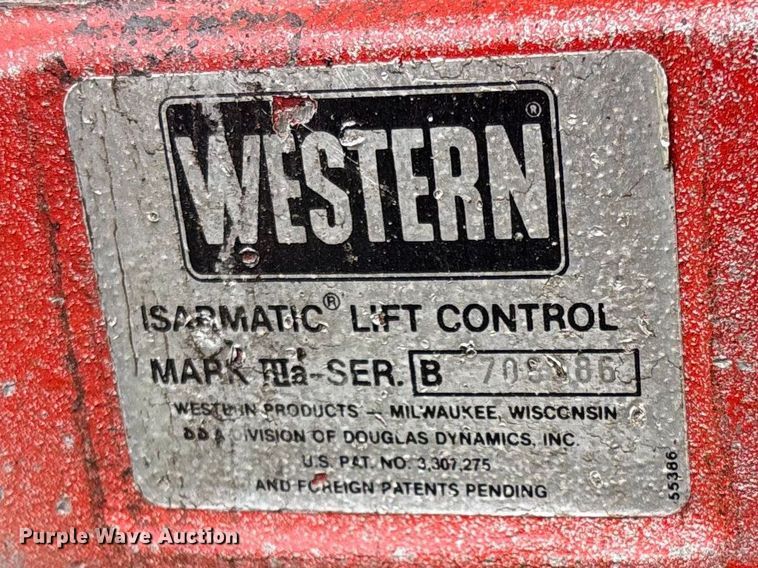 WESTERN ®
ISARMATIC® LIFT CONTROL
MARK IIIa-SER. B
WESTERN PRODUCTS — MILWAUKEE, WISCONSIN
DIVISION OF DOUGLAS DYNAMICS, INC.
U.S. PAT. NO. 3,307,275
AND FOREIGN PATENTS PENDING
55386
Purple Wave Auction